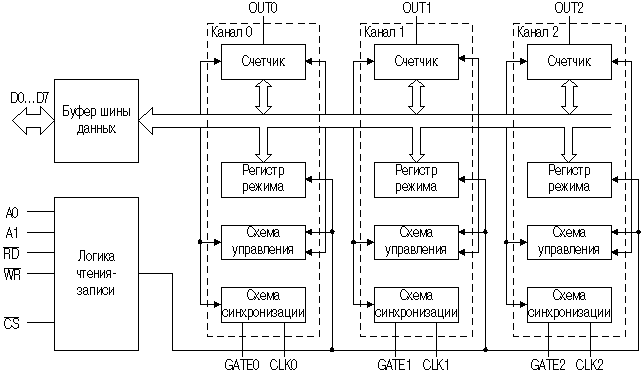 OUT0 OUT1 OUT2
Канал 0 Канал 1 Канал 2
Счетчик Счетчик Счетчик
D0...D7
Буфер шины
данных
Регистр
режима
Регистр
режима
Регистр
режима
A0
A1
RD
WR
CS
Логика
чтения-
записи
Схема
управления
Схема
управления
Схема
управления
Схема
синхронизации
Схема
синхронизации
Схема
синхронизации
GATE0 CLK0 GATE1 CLK1 GATE2 CLK2